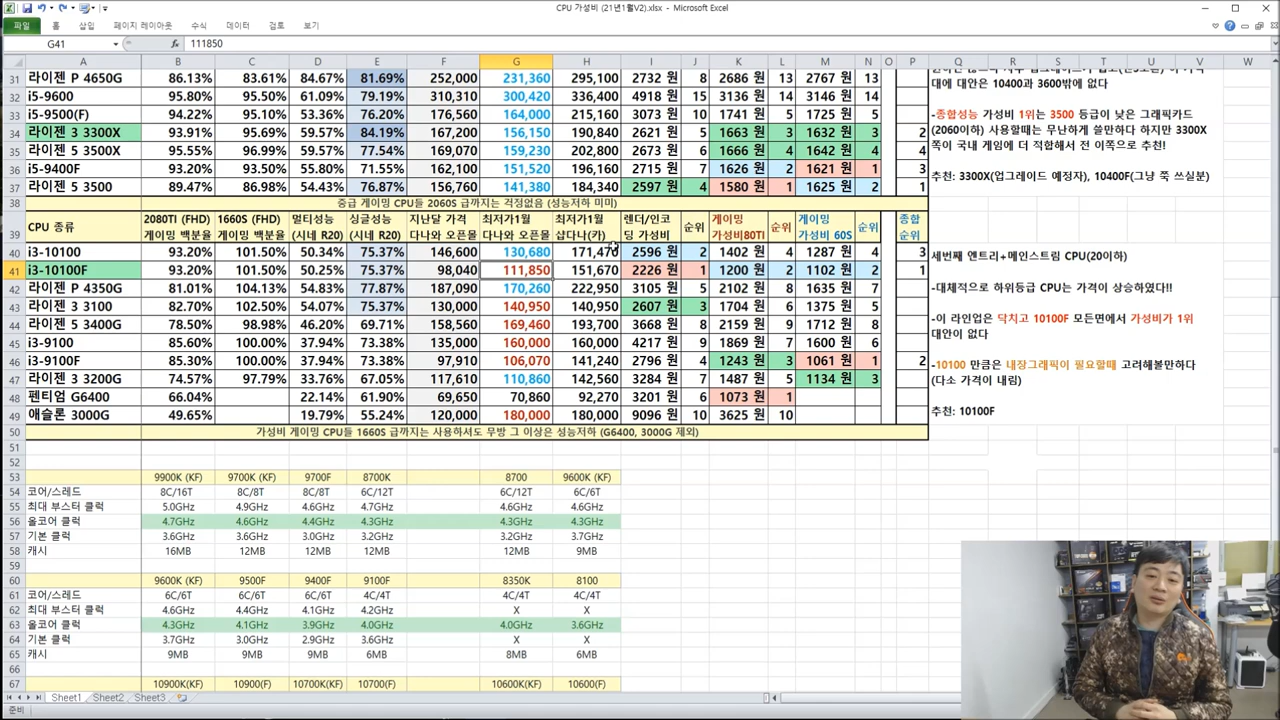 CPU 가성비 (21년1월V2).xlsx - Microsoft Excel
파일 홈 삽입 페이지 레이아웃 수식 데이터 검토 보기
G41 fx 111850
A B C D E F G H I J K L M N O P Q R S T U V W
31 라이젠 P 4650G 86.13% 83.61% 84.67% 81.69% 252,000 231,360 295,100 2732 원 8 2686 원 13 2767 원 13
32 i5-9600 95.80% 95.50% 61.09% 79.19% 310,310 300,420 336,400 4918 원 15 3136 원 14 3146 원 14
33 i5-9500(F) 94.22% 95.10% 53.36% 76.20% 176,560 164,000 215,160 3073 원 10 1741 원 5 1725 원 5
34 라이젠 3 3300X 93.91% 95.69% 59.57% 84.19% 167,200 156,150 190,840 2621 원 5 1663 원 3 1632 원 3 2
35 라이젠 5 3500X 95.55% 96.99% 59.57% 77.54% 169,070 159,230 202,800 2673 원 6 1666 원 4 1642 원 4 4
36 i5-9400F 95.14% 93.44% 55.80% 71.55% 162,100 151,320 196,160 2715 원 7 1626 원 2 1621 원 1 3
37 라이젠 5 3500 89.47% 86.98% 54.43% 76.87% 156,760 141,380 184,340 2597 원 4 1580 원 1 1625 원 2 1
38 중급 게이밍 CPU들 2060S 급까지는 걱정없음 (성능저하 미미)
39 CPU 종류 2080TI (FHD) 게이밍 백분율 1660S (FHD) 게이밍 백분율 멀티성능 (시네 R20) 싱글성능 (시네 R20) 지난달 가격 다나와 오픈몰 최저가1월 다나와 오픈몰 최저가1월 샵다나(카) 렌더/인코딩 가성비 순위 게이밍 가성비80TI 순위 게이밍 가성비 60S 순위 종합 순위
40 i3-10100 93.20% 101.50% 50.34% 75.37% 146,600 130,680 171,470 2596 원 2 1402 원 4 1287 원 4 3
41 i3-10100F 93.20% 101.50% 50.25% 75.37% 98,040 111,850 151,670 2226 원 1 1200 원 2 1102 원 2 1
42 라이젠 P 4350G 81.01% 104.13% 54.83% 77.82% 187,090 170,260 222,950 3105 원 5 2102 원 8 1635 원 7
43 라이젠 3 3100 82.70% 102.50% 54.07% 75.37% 130,000 140,950 140,950 2607 원 3 1704 원 6 1375 원 5
44 라이젠 5 3400G 78.50% 98.98% 46.20% 69.71% 158,560 169,460 193,700 3668 원 8 2159 원 9 1712 원 8
45 i3-9100 85.60% 100.00% 37.94% 73.38% 135,000 160,000 160,000 4217 원 9 1869 원 7 1600 원 6
46 i3-9100F 85.30% 100.00% 37.94% 73.38% 97,910 106,070 141,240 2796 원 4 1243 원 3 1061 원 1 2
47 라이젠 3 3200G 74.57% 97.79% 33.76% 67.05% 117,610 110,860 142,560 3284 원 7 1487 원 5 1134 원 3
48 펜티엄 G6400 66.04% 22.14% 61.90% 69,650 70,860 92,270 3201 원 6 1073 원 1
49 애슬론 3000G 49.65% 19.79% 55.24% 120,000 180,000 180,000 9096 원 10 3625 원 10
50 가성비 게이밍 CPU들 1660S 급까지는 사용하셔도 무방 그 이상은 성능저하 (G6400, 3000G 제외)
51
52
53 9900K (KF) 9700K (KF) 9700F 8700K 8700 9600K (KF)
54 코어/스레드 8C/16T 8C/8T 8C/8T 6C/12T 6C/12T 6C/6T
55 최대 부스터 클럭 5.0GHz 4.9GHz 4.6GHz 4.7GHz 4.6GHz 4.6GHz
56 올코어 클럭 4.7GHz 4.6GHz 4.4GHz 4.3GHz 4.3GHz 4.3GHz
57 기본 클럭 3.6GHz 3.6GHz 3.0GHz 3.2GHz 3.2GHz 3.7GHz
58 캐시 16MB 12MB 12MB 12MB 12MB 9MB
59
60 9600K (KF) 9500F 9400F 9100F 8350K 8100
61 코어/스레드 6C/6T 6C/6T 6C/6T 4C/4T 4C/4T 4C/4T
62 최대 부스터 클럭 4.6GHz 4.4GHz 4.1GHz 4.2GHz X X
63 올코어 클럭 4.3GHz 4.1GHz 3.9GHz 4.0GHz 4.0GHz 3.6GHz
64 기본 클럭 3.7GHz 3.0GHz 2.9GHz 3.6GHz X X
65 캐시 9MB 9MB 9MB 6MB 8MB 6MB
66
67 10900K(F) 10900(F) 10700K(F) 10700(F) 10600K(F) 10600(F)
대에 대안은 10400과 3600밖에 없다
-종합성능 가성비 1위는 3500 등급이 낮은 그래픽카드
(2060이하) 사용할때는 무난하게 쓸만하다 하지만 3300X
쪽이 국내 게임에 더 적합해서 전 이쪽으로 추천!
추천: 3300X(업그레이드 예정자), 10400F(그냥 쭉 쓰실분)
세번째 엔트리+메인스트림 CPU(20이하)
-대체적으로 하위등급 CPU는 가격이 상승하였다!!
-이 라인업은 닥치고 10100F 모든면에서 가성비가 1위
대안이 없다
-10100 만큼은 내장그래픽이 필요할때 고려해볼만하다
(다소 가격이 내림)
추천: 10100F
Sheet1 Sheet2 Sheet3
준비